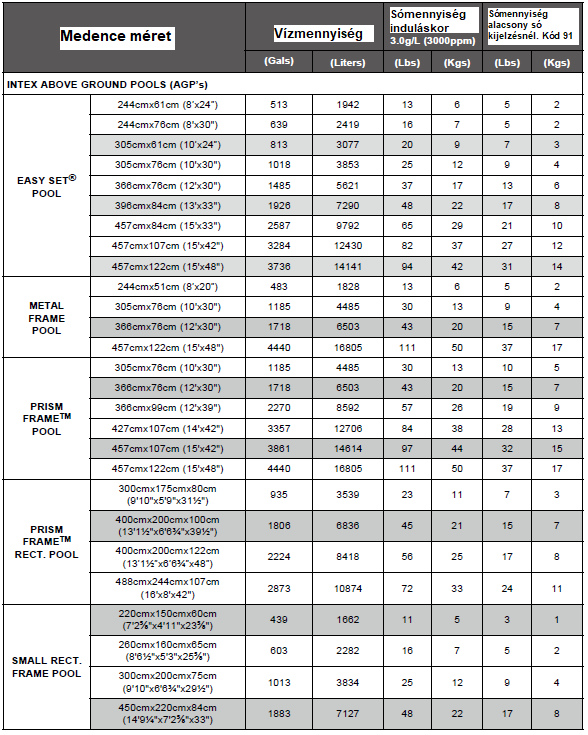 Medence méret Vízmennyiség Sómennyiség induláskor 3.0g/L (3000ppm) Sómennyiség alacsony só kijelzésnél. Kód 91
(Gals) (Liters) (Lbs) (Kgs) (Lbs) (Kgs)
INTEX ABOVE GROUND POOLS (AGP's)
EASY SET® POOL
244cmx61cm (8'x24") 513 1942 13 6 5 2
244cmx76cm (8'x30") 639 2419 16 7 5 2
305cmx61cm (10'x24") 813 3077 20 9 7 3
305cmx76cm (10'x30") 1018 3853 25 12 9 4
366cmx76cm (12'x30") 1485 5621 37 17 13 6
396cmx84cm (13'x33") 1926 7290 48 22 17 8
457cmx84cm (15'x33") 2587 9792 65 29 21 10
457cmx107cm (15'x42") 3284 12430 82 37 27 12
457cmx122cm (15'x48") 3736 14141 94 42 31 14
METAL FRAME POOL
244cmx51cm (8'x20") 483 1828 13 6 5 2
305cmx76cm (10'x30") 1185 4485 30 13 9 4
366cmx76cm (12'x30") 1718 6503 43 20 15 7
457cmx122cm (15'x48") 4440 16805 111 50 37 17
PRISM FRAME™ POOL
305cmx76cm (10'x30") 1185 4485 30 13 10 5
366cmx76cm (12'x30") 1718 6503 43 20 15 7
366cmx99cm (12'x39") 2270 8592 57 26 19 9
427cmx107cm (14'x42") 3357 12706 84 38 28 13
457cmx107cm (15'x42") 3861 14614 97 44 32 15
457cmx122cm (15'x48") 4440 16805 111 50 37 17
PRISM FRAME™ RECT. POOL
300cmx175cmx80cm (9'10"x5'9"x31½") 935 3539 23 11 7 3
400cmx200cmx100cm (13'1½"x6'6¾"x39½") 1806 6836 45 21 15 7
400cmx200cmx122cm (13'1½"x6'6¾"x48") 2224 8418 56 25 17 8
488cmx244cmx107cm (16'x8'x42") 2873 10874 72 33 24 11
SMALL RECT. FRAME POOL
220cmx150cmx60cm (7'2⅝"x4'11"x23⅝") 439 1662 11 5 3 1
260cmx160cmx65cm (8'6½"x5'3"x25⅝") 603 2282 16 7 5 2
300cmx200cmx75cm (9'10"x6'6¾"x29½") 1013 3834 25 12 9 4
450cmx220cmx84cm (14'9¼"x7'2⅝"x33") 1883 7127 48 22 17 8